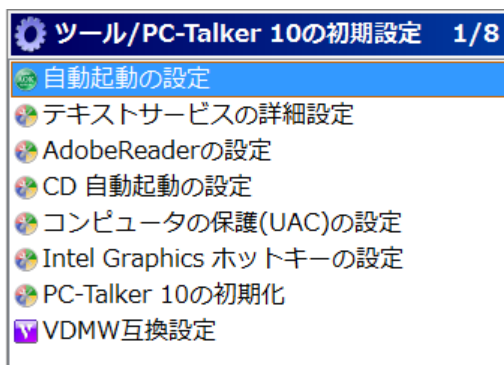 ツール/PC-Talker 10の初期設定 1/8
自動起動の設定
テキストサービスの詳細設定
AdobeReaderの設定
CD 自動起動の設定
コンピュータの保護(UAC)の設定
Intel Graphics ホットキーの設定
PC-Talker 10の初期化
VDMW互換設定